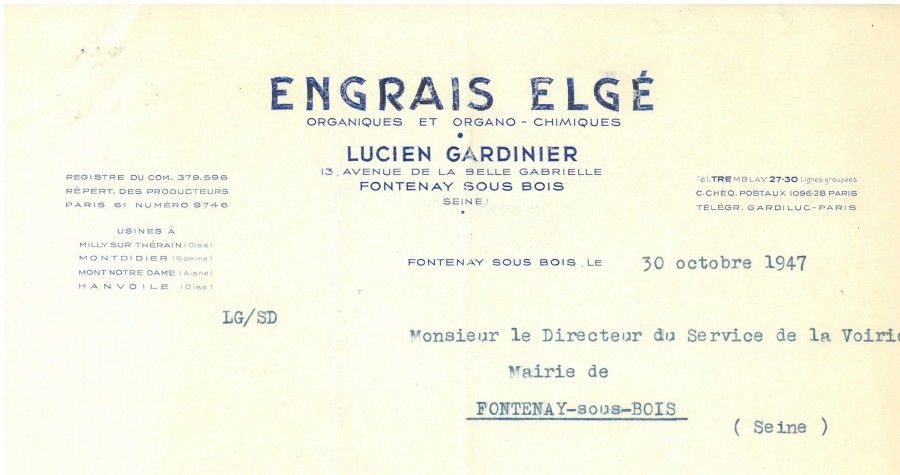 ENGRAIS ELGÉ
ORGANIQUES ET ORGANO - CHIMIQUES
LUCIEN GARDINIER
13, AVENUE DE LA BELLE GABRIELLE
FONTENAY SOUS BOIS
(SEINE)
REGISTRE DU COM. 379.596
RÉPERT. DES PRODUCTEURS
PARIS 6e NUMÉRO 9746
USINES À
MILLY SUR THÉRAIN (Oise)
MONTDIDIER (Somme)
MONT NOTRE DAME (Aisne)
HANVOILE (Oise)
Tél. TREMBLAY 27-30 Lignes groupées
C. CHÈQ. POSTAUX 1096-28 PARIS
TÉLÉGR. GARDILUC-PARIS
FONTENAY SOUS BOIS, LE 30 octobre 1947
LG/SD
Monsieur le Directeur du Service de la Voirie
Mairie de
FONTENAY-sous-BOIS
( Seine )